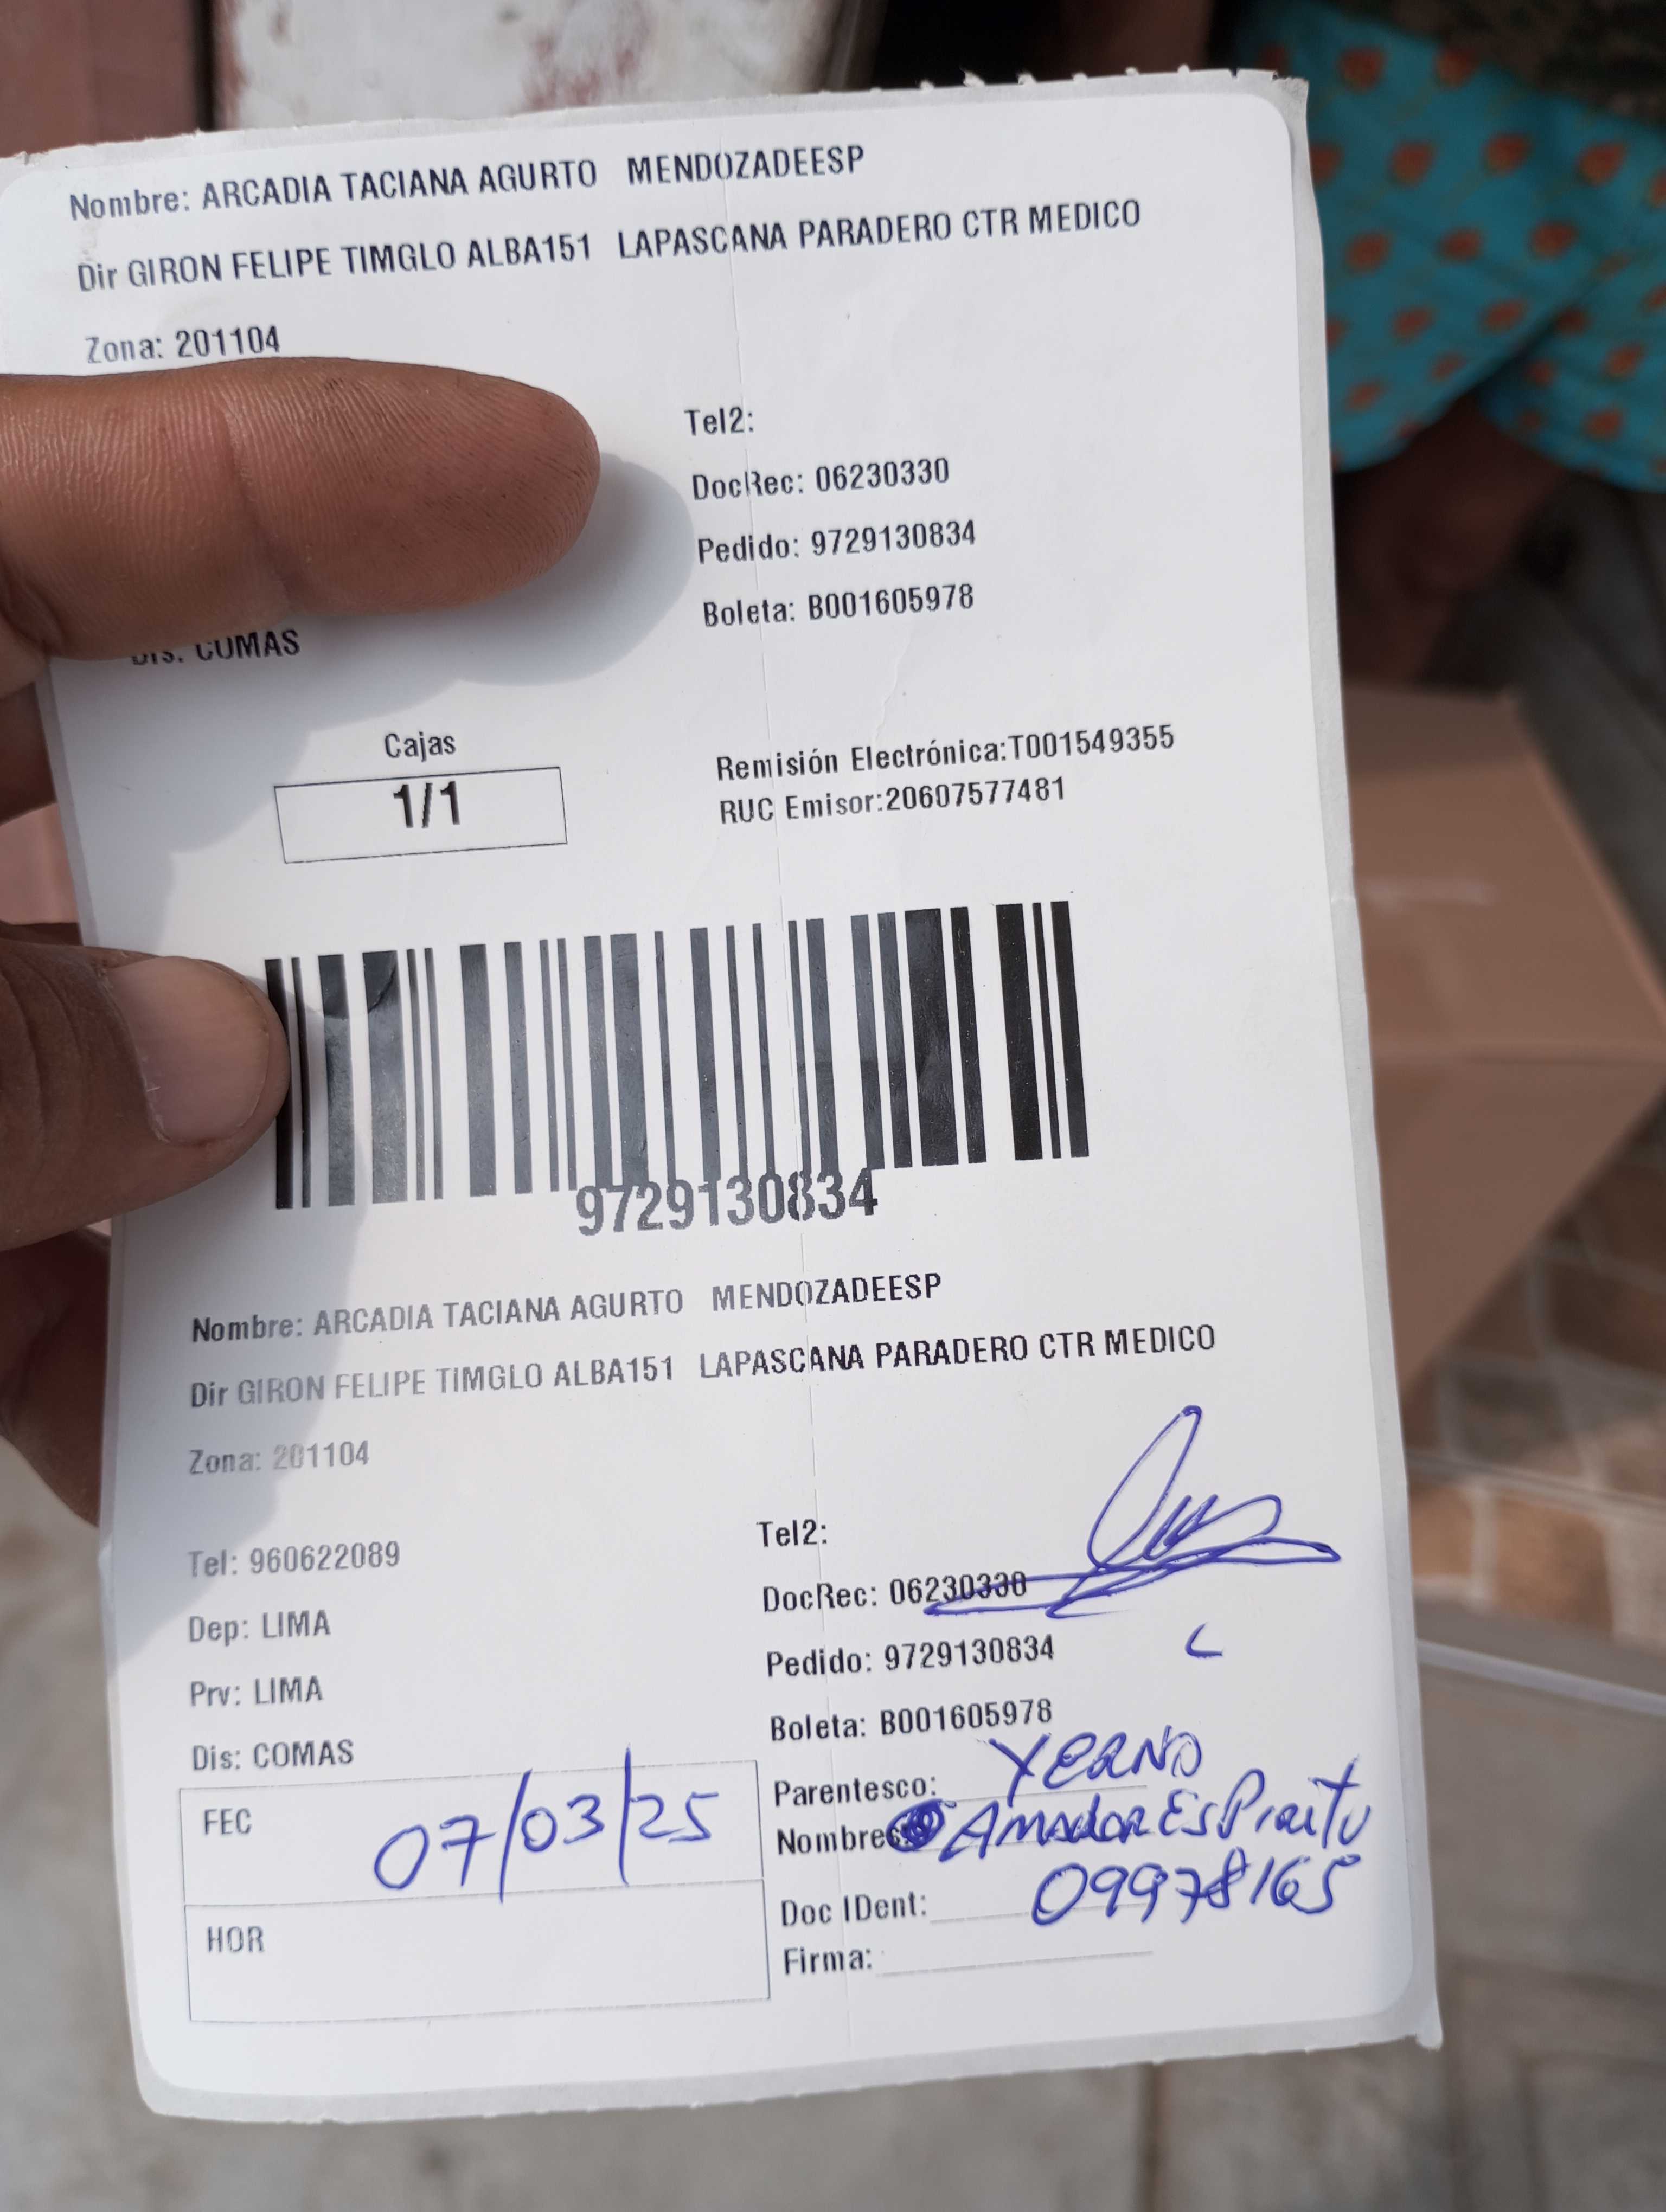 Nombre: ARCADIA TACIANA AGURTO MENDOZADEESP
Dir GIRON FELIPE TIMGLO ALBA151 LAPASCANA PARADERO CTR MEDICO
Zona: 201104
Tel2:
DocRec: 06230330
Pedido: 9729130834
Boleta: B001605978
Dis: COMAS
Cajas
1/1
Remisión Electrónica:T001549355
RUC Emisor:20607577481
9729130834
Nombre: ARCADIA TACIANA AGURTO MENDOZADEESP
Dir GIRON FELIPE TIMGLO ALBA151 LAPASCANA PARADERO CTR MEDICO
Zona: 201104
Tel: 960622089
Dep: LIMA
Prv: LIMA
Dis: COMAS
Tel2:
DocRec: 06230330
Pedido: 9729130834
Boleta: B001605978
FEC 07/03/25
HOR
Parentesco: YERNO
Nombre: AMADOR ESPIRITU
Doc IDent: 09978165
Firma: